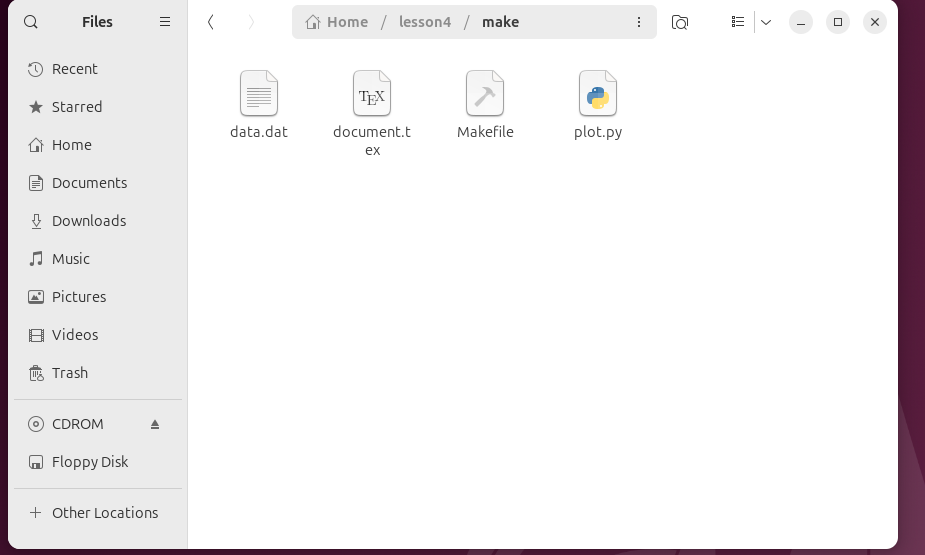 Files
Home / lesson4 / make
Recent
Starred
Home
Documents
Downloads
Music
Pictures
Videos
Trash
CDROM
Floppy Disk
Other Locations
TEX
data.dat
document.t
ex
Makefile
plot.py